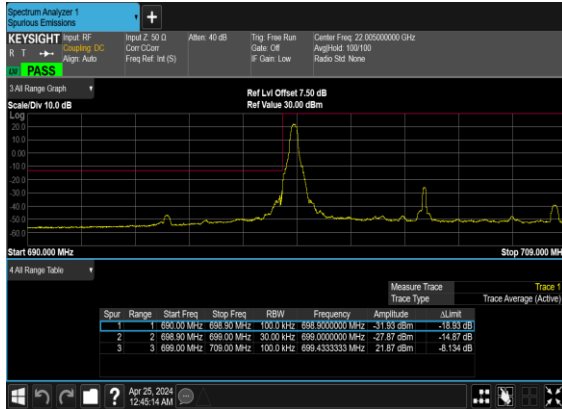 Spectrum Analyzer 1
Spurious Emissions
KEYSIGHT Input: RF Input Z: 50 Ω Atten: 40 dB Trig: Free Run Center Freq: 22.005000000 GHz
R T Coupling: DC Corr CCorr Gate: Off Avg|Hold: 100/100
Align: Auto Freq Ref: Int (S) IF Gain: Low Radio Std: None
PASS
3 All Range Graph
Ref Lvl Offset 7.50 dB
Scale/Div 10.0 dB Ref Value 30.00 dBm
Log
20.0
10.0
0.00
-10.0
-20.0
-30.0
-40.0
-50.0
-60.0
Start 690.000 MHz Stop 709.000 MH
4 All Range Table
Measure Trace Trace 1
Trace Type Trace Average (Active)
Spur Range Start Freq Stop Freq RBW Frequency Amplitude ΔLimit
1 1 690.00 MHz 698.90 MHz 100.0 kHz 698.9000000 MHz -31.93 dBm -18.93 dB
2 2 698.90 MHz 699.00 MHz 30.00 kHz 699.0000000 MHz -27.87 dBm -14.87 dB
3 3 699.00 MHz 709.00 MHz 100.0 kHz 699.4333333 MHz 21.87 dBm -8.134 dB
Apr 25, 2024
12:45:14 AM